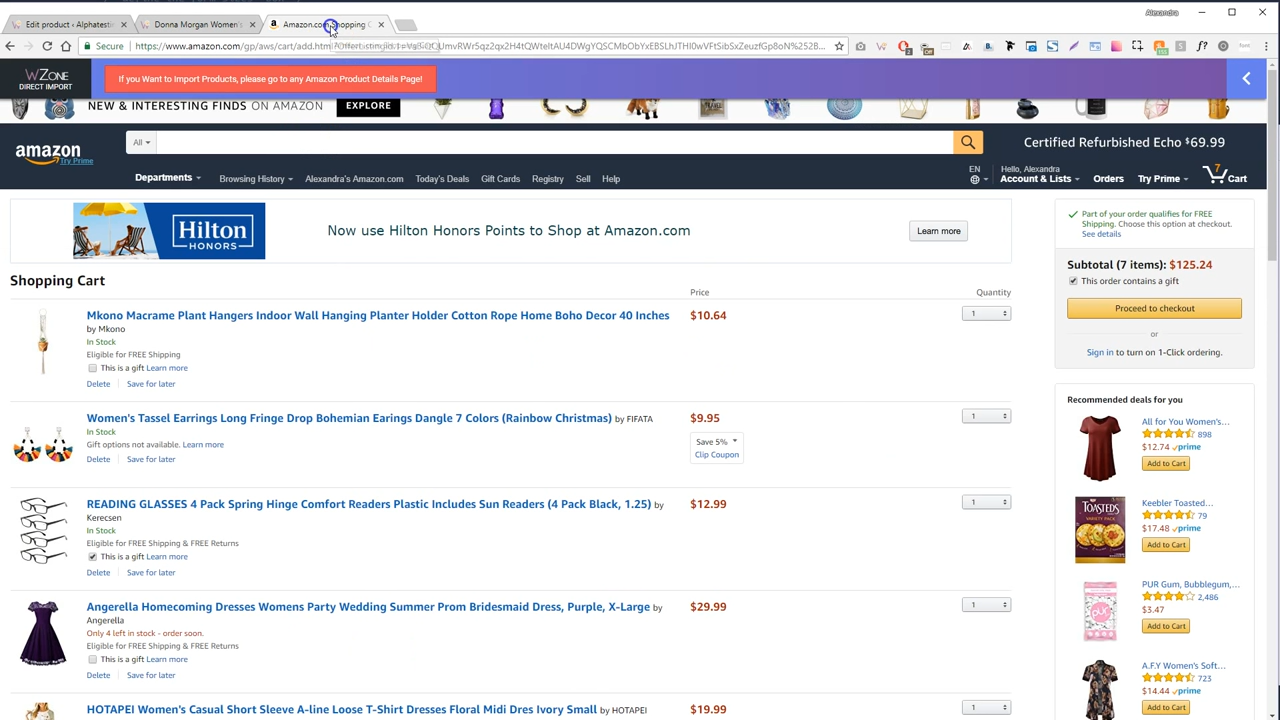 Edit product ‹ Alphatesti
Donna Morgan Women's
Amazon.com Shopping C
Alexandra
Secure
WZONE
DIRECT IMPORT
If you Want to Import Products, please go to any Amazon Product Details Page!
NEW & INTERESTING FINDS ON AMAZON
EXPLORE
amazon
Try Prime
All
Certified Refurbished Echo $69.99
Departments
Browsing History
Alexandra's Amazon.com
Today's Deals
Gift Cards
Registry
Sell
Help
EN
Hello, Alexandra
Account & Lists
Orders
Try Prime
7
Cart
Hilton
HONORS
Now use Hilton Honors Points to Shop at Amazon.com
Learn more
Part of your order qualifies for FREE
Shipping. Choose this option at checkout.
See details
Subtotal (7 items): $125.24
This order contains a gift
Proceed to checkout
or
Sign in to turn on 1-Click ordering.
Shopping Cart
Price
Quantity
Mkono Macrame Plant Hangers Indoor Wall Hanging Planter Holder Cotton Rope Home Boho Decor 40 Inches
by Mkono
In Stock
Eligible for FREE Shipping
This is a gift Learn more
Delete
Save for later
$10.64
1
Women's Tassel Earrings Long Fringe Drop Bohemian Earings Dangle 7 Colors (Rainbow Christmas) by FIFATA
In Stock
Gift options not available. Learn more
Delete
Save for later
$9.95
Save 5%
Clip Coupon
1
READING GLASSES 4 Pack Spring Hinge Comfort Readers Plastic Includes Sun Readers (4 Pack Black, 1.25) by
Kerecsen
In Stock
Eligible for FREE Shipping & FREE Returns
This is a gift Learn more
Delete
Save for later
$12.99
1
Angerella Homecoming Dresses Womens Party Wedding Summer Prom Bridesmaid Dress, Purple, X-Large by
Angerella
Only 4 left in stock - order soon.
Eligible for FREE Shipping & FREE Returns
This is a gift Learn more
Delete
Save for later
$29.99
1
HOTAPEI Women's Casual Short Sleeve A-line Loose T-Shirt Dresses Floral Midi Dres Ivory Small by HOTAPEI
$19.99
1
Recommended deals for you
All for You Women's...
898
$12.74 prime
Add to Cart
Keebler Toasted...
79
$17.48 prime
Add to Cart
PUR Gum, Bubblegum,...
2,486
$3.47
Add to Cart
A.F.Y Women's Soft...
723
$14.44 prime
Add to Cart